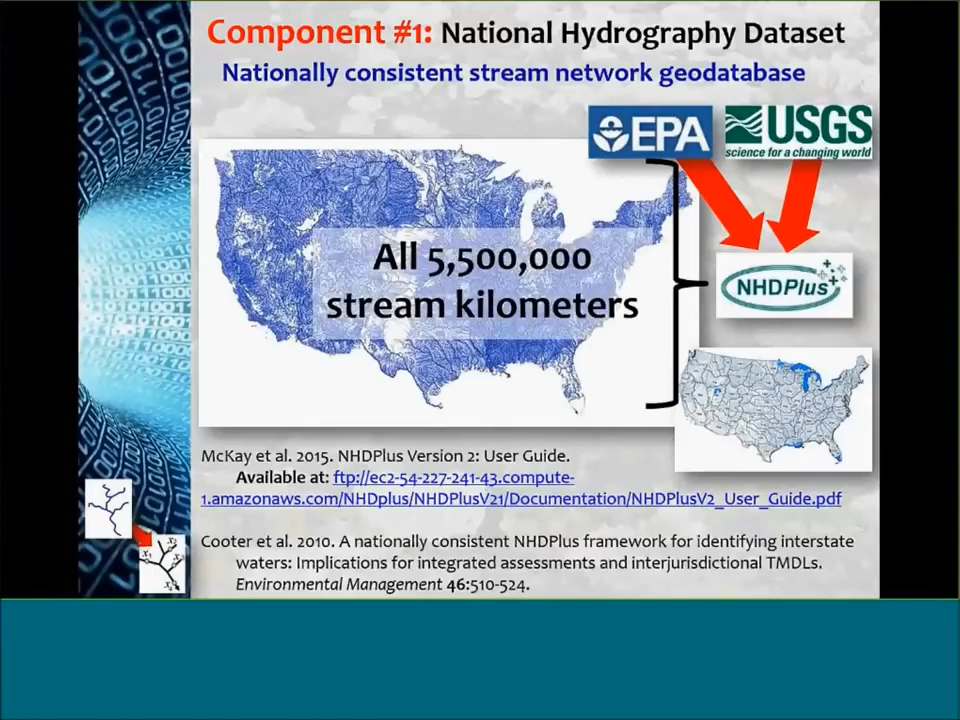 Component #1: National Hydrography Dataset
Nationally consistent stream network geodatabase
EPA
USGS
science for a changing world
All 5,500,000
stream kilometers
NHDPlus
McKay et al. 2015. NHDPlus Version 2: User Guide.
Available at: ftp://ec2-54-227-241-43.compute-
1.amazonaws.com/NHDplus/NHDPlusV21/Documentation/NHDPlusV2_User_Guide.pdf
Cooter et al. 2010. A nationally consistent NHDPlus framework for identifying interstate
waters: Implications for integrated assessments and interjurisdictional TMDLs.
Environmental Management 46:510-524.